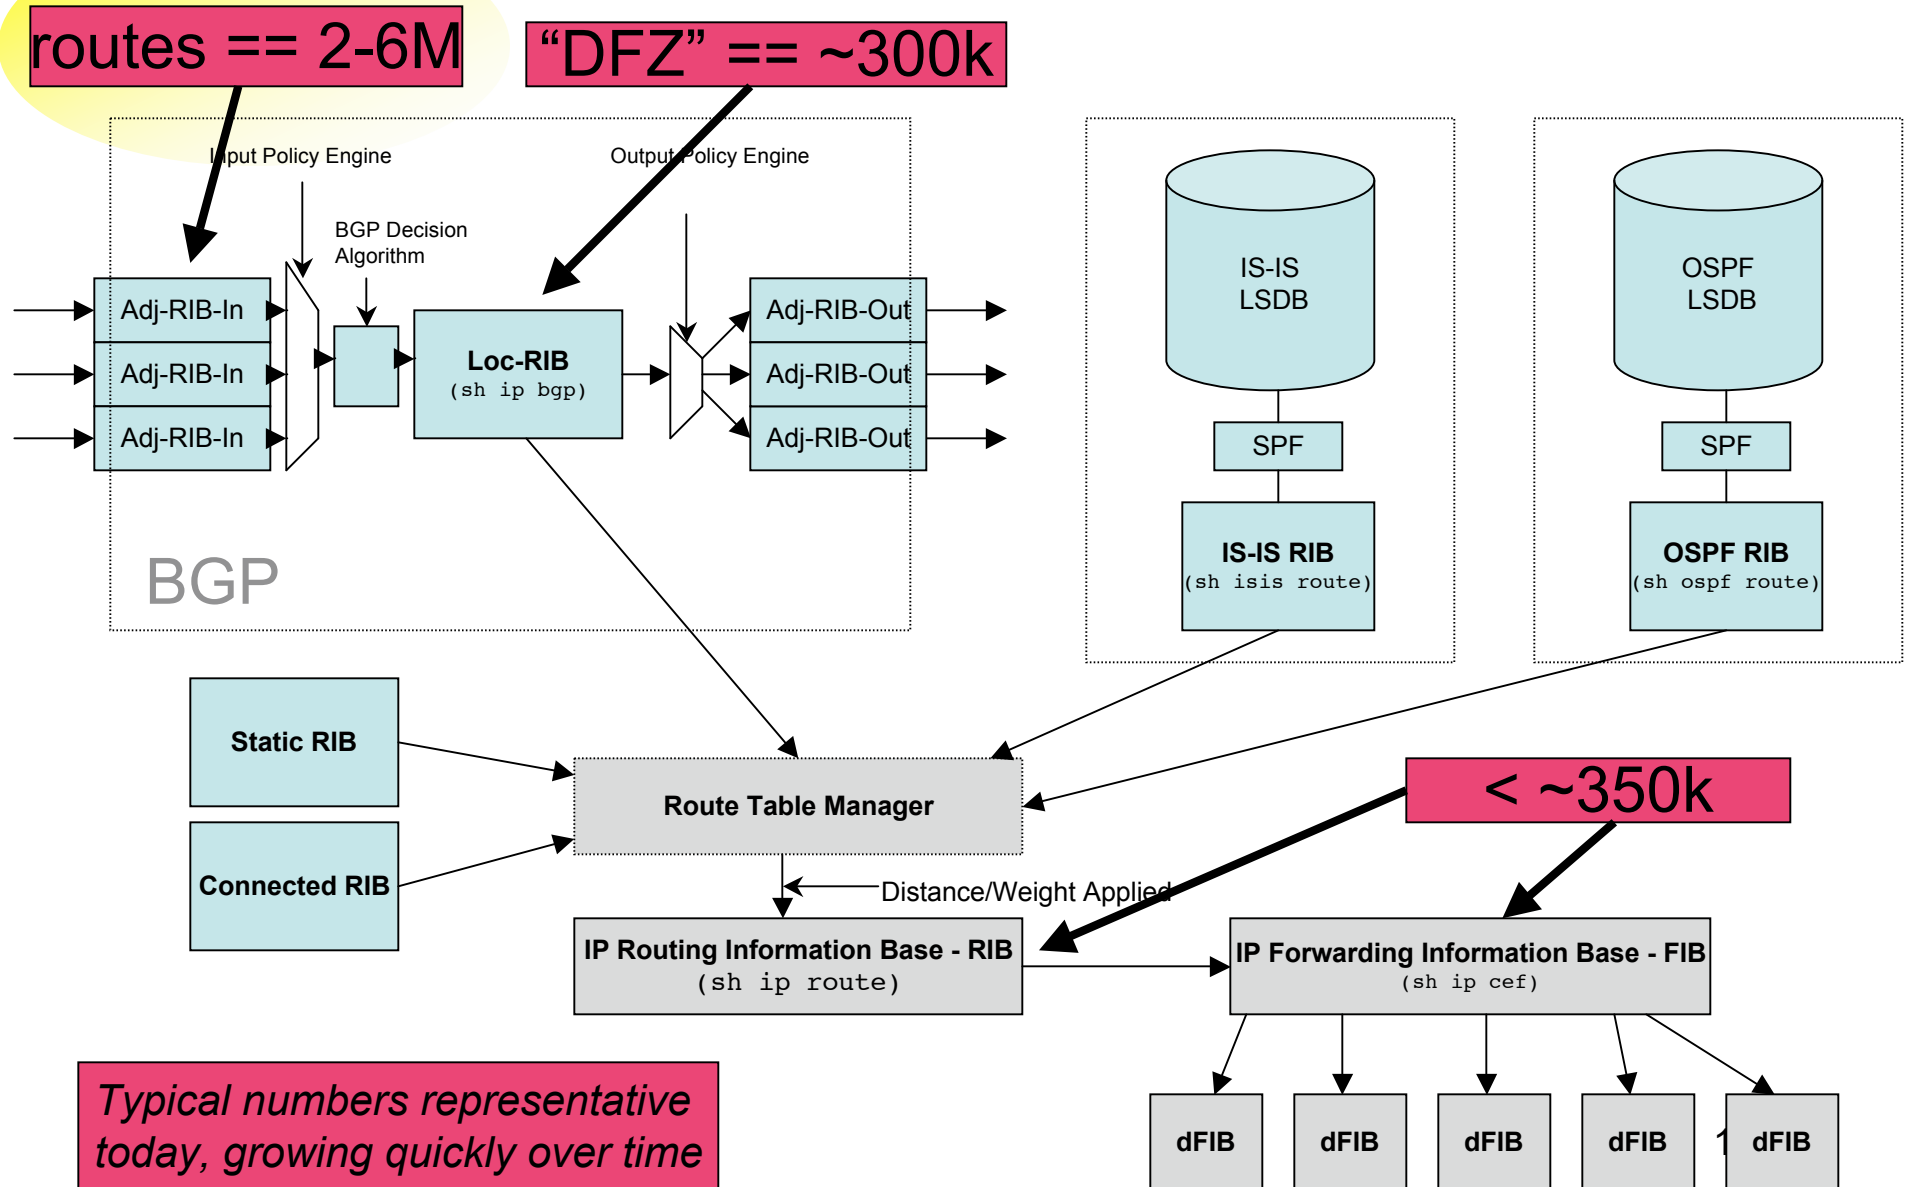 routes == 2-6M
“DFZ” == ~300k
Input Policy Engine
Output Policy Engine
BGP Decision
Algorithm
Adj-RIB-In
Adj-RIB-In
Adj-RIB-In
Loc-RIB
(sh ip bgp)
Adj-RIB-Out
Adj-RIB-Out
Adj-RIB-Out
BGP
IS-IS
LSDB
SPF
IS-IS RIB
(sh isis route)
OSPF
LSDB
SPF
OSPF RIB
(sh ospf route)
Static RIB
Connected RIB
Route Table Manager
< ~350k
Distance/Weight Applied
IP Routing Information Base - RIB
(sh ip route)
IP Forwarding Information Base - FIB
(sh ip cef)
Typical numbers representative
today, growing quickly over time
dFIB
dFIB
dFIB
dFIB
dFIB